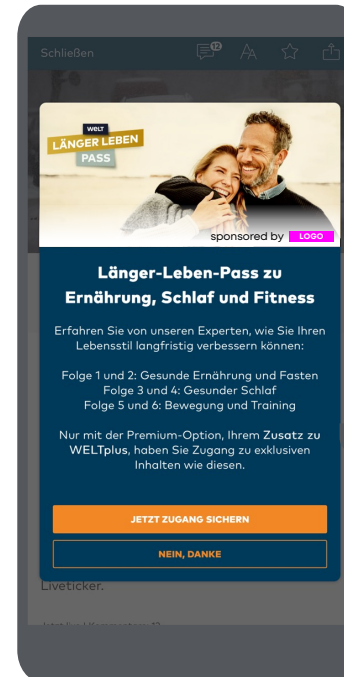 Schließen
12
AA
WELT
LÄNGER LEBEN
PASS
sponsored by LOGO
Länger-Leben-Pass zu
Ernährung, Schlaf und Fitness
Erfahren Sie von unseren Experten, wie Sie Ihren
Lebensstil langfristig verbessern können:
Folge 1 und 2: Gesunde Ernährung und Fasten
Folge 3 und 4: Gesunder Schlaf
Folge 5 und 6: Bewegung und Training
Nur mit der Premium-Option, Ihrem Zusatz zu
WELTplus, haben Sie Zugang zu exklusiven
Inhalten wie diesen.
JETZT ZUGANG SICHERN
NEIN, DANKE
Liveticker.